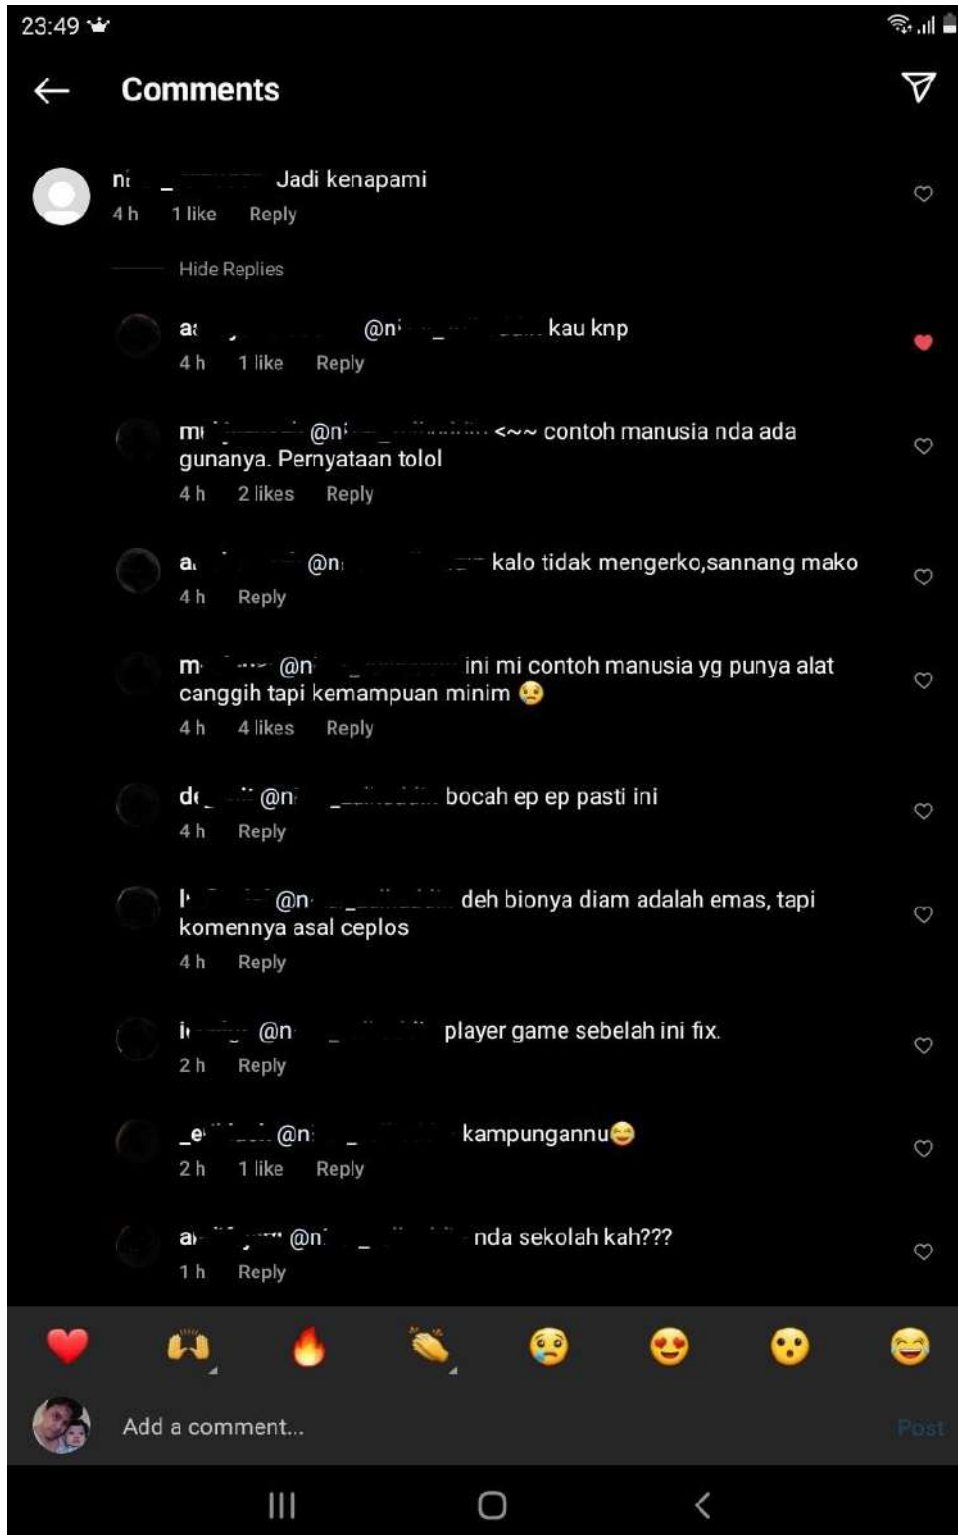 23:49
Comments
Jadi kenapami
4 h 1 like Reply
Hide Replies
kau knp
4 h 1 like Reply
<~~ contoh manusia nda ada
gunanya. Pernyataan tolol
4 h 2 likes Reply
kalo tidak mengerko,sannang mako
4 h Reply
ini mi contoh manusia yg punya alat
canggih tapi kemampuan minim 😢
4 h 4 likes Reply
bocah ep ep pasti ini
4 h Reply
deh bionya diam adalah emas, tapi
komennya asal ceplos
4 h Reply
player game sebelah ini fix.
2 h Reply
kampungannu😂
2 h 1 like Reply
nda sekolah kah???
1 h Reply
Add a comment...
Post